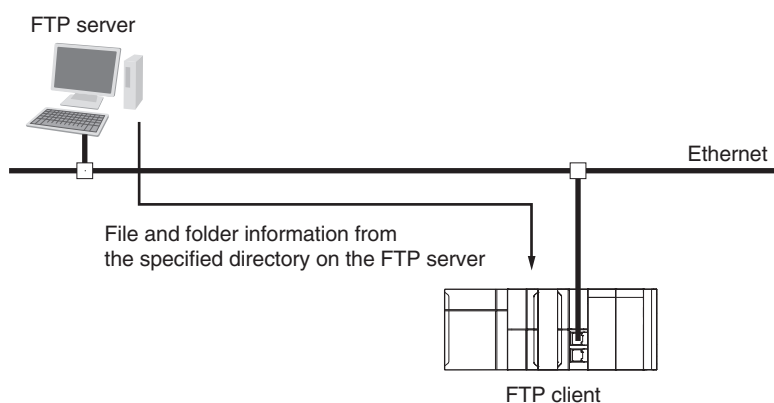 FTP server
Ethernet
File and folder information from
the specified directory on the FTP server
FTP client